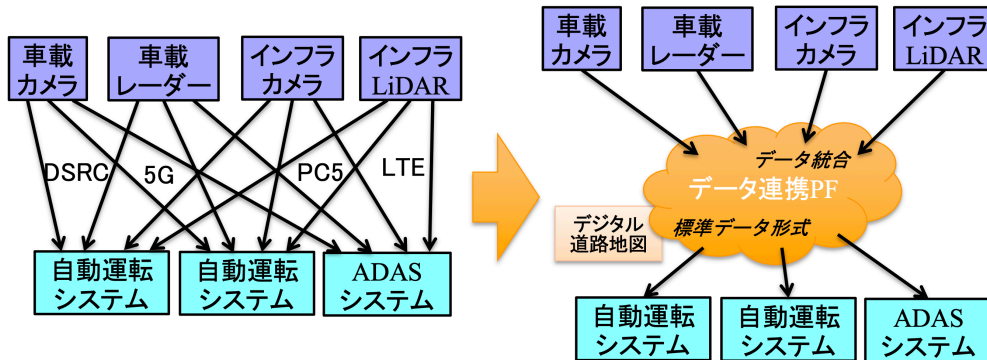 車載
カメラ
車載
レーダー
インフラ
カメラ
インフラ
LiDAR
DSRC
5G
PC5
LTE
自動運転
システム
自動運転
システム
ADAS
システム
車載
カメラ
車載
レーダー
インフラ
カメラ
インフラ
LiDAR
データ統合
データ連携PF
標準データ形式
デジタル
道路地図
自動運転
システム
自動運転
システム
ADAS
システム